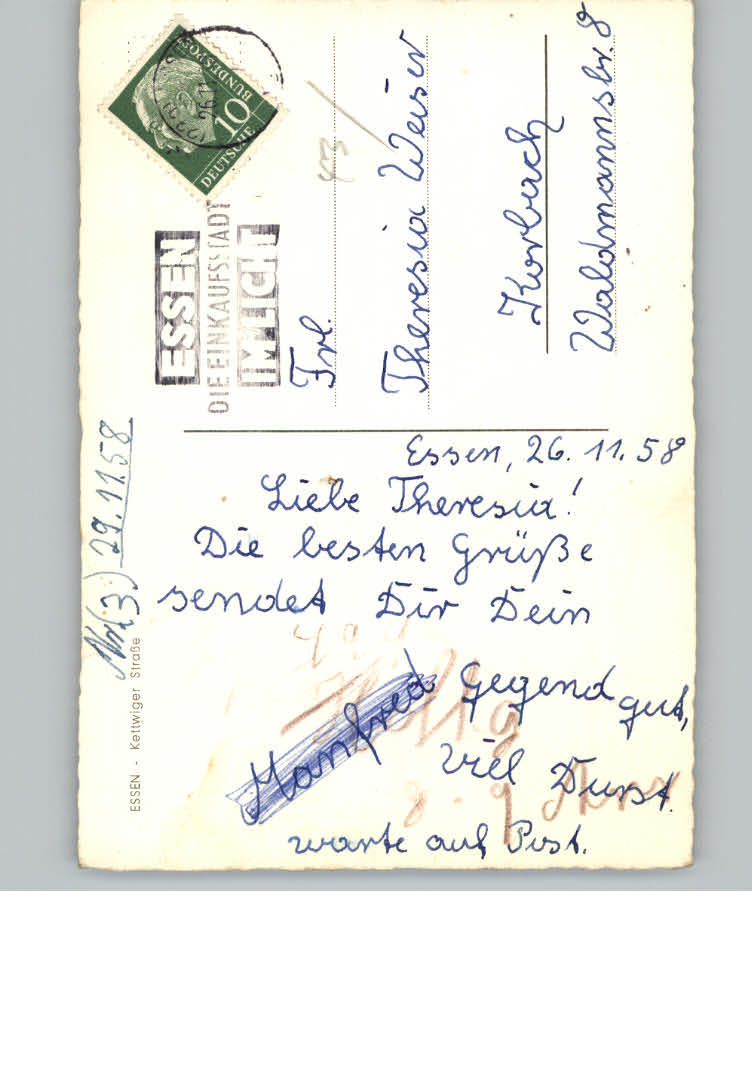 DEUTSCHE
BUNDESPOST
10
ESSEN
DIE EINKAUFSSTADT
IM LICHT
Frl.
Theresia Weiser
Korbach
Waldmannstr. 8
Essen, 26. 11. 58
Liebe Theresia!
Die besten Grüße
sendet Dir Dein
Manfred
Gegend gut,
viel Durst.
warte auf Post.
29.11.58
ESSEN - Kettwiger Straße